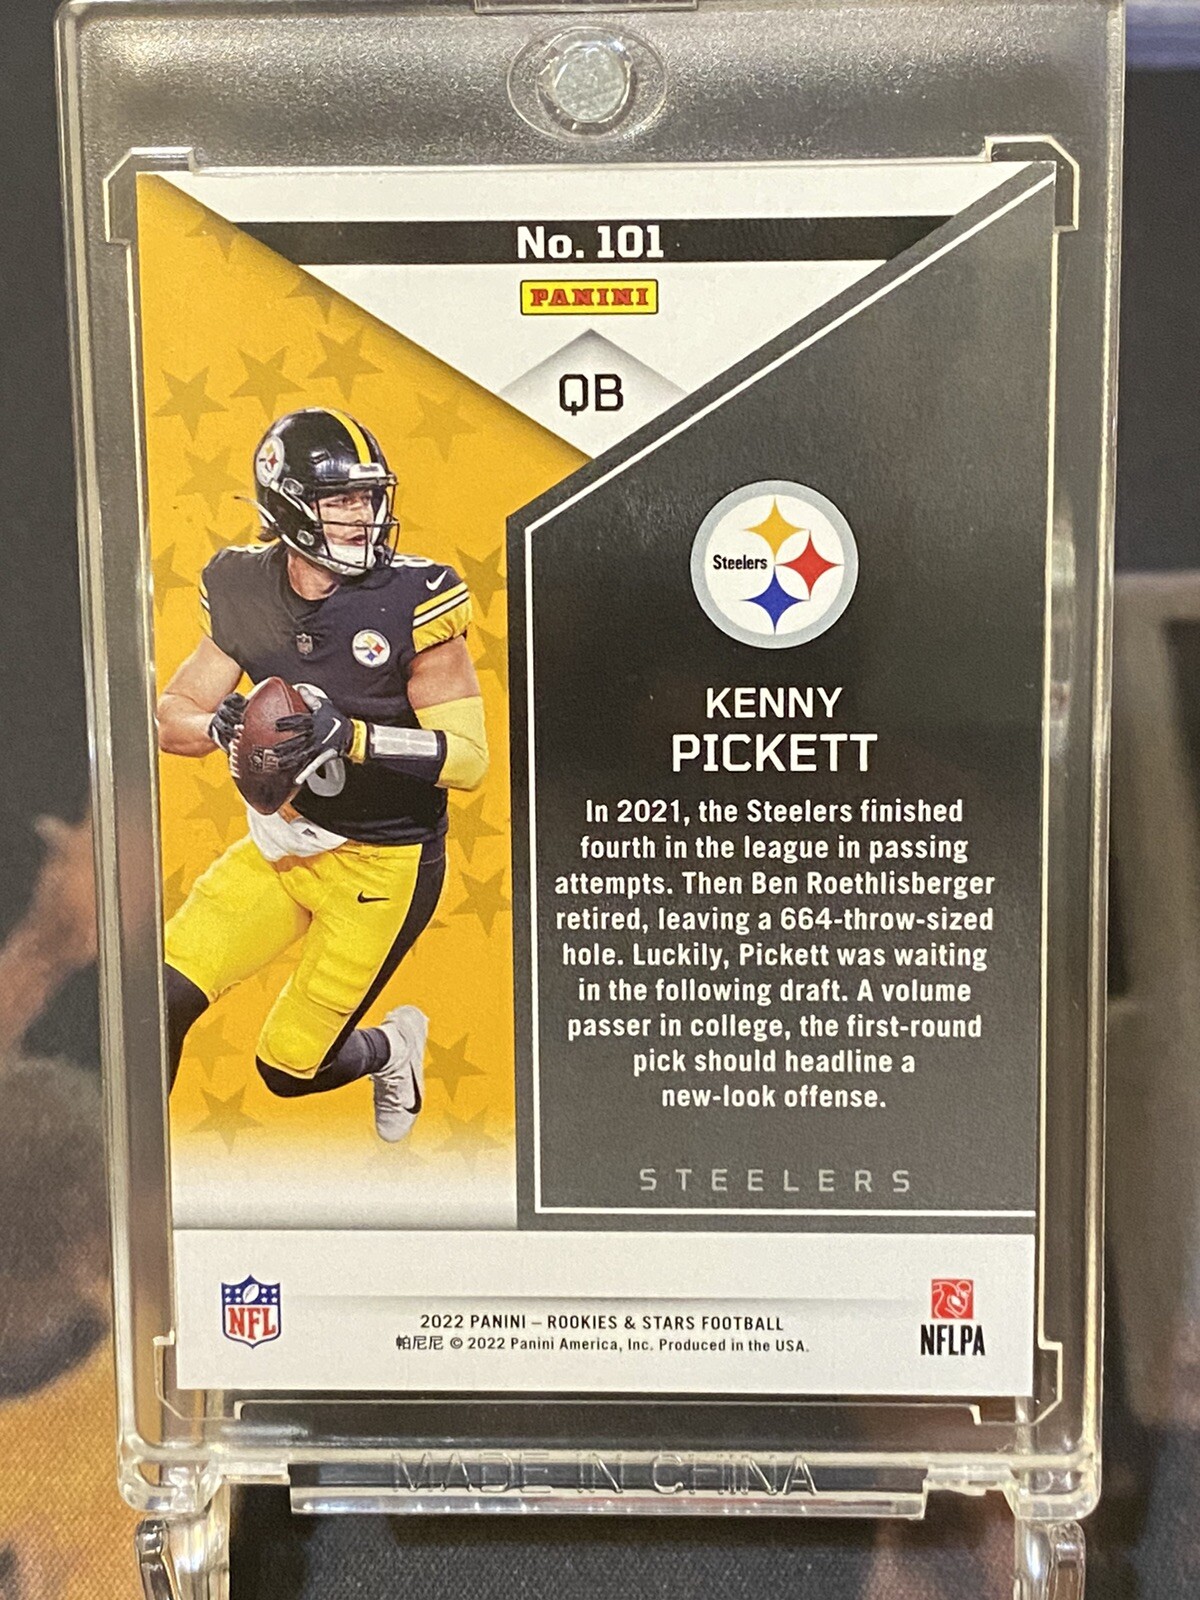 No. 101
PANINI
QB
Steelers
KENNY
PICKETT
In 2021, the Steelers finished
fourth in the league in passing
attempts. Then Ben Roethlisberger
retired, leaving a 664-throw-sized
hole. Luckily, Pickett was waiting
in the following draft. A volume
passer in college, the first-round
pick should headline a
new-look offense.
STEELERS
NFL
2022 PANINI – ROOKIES & STARS FOOTBALL
帕尼尼 © 2022 Panini America, Inc. Produced in the USA.
NFLPA
MADE IN CHINA